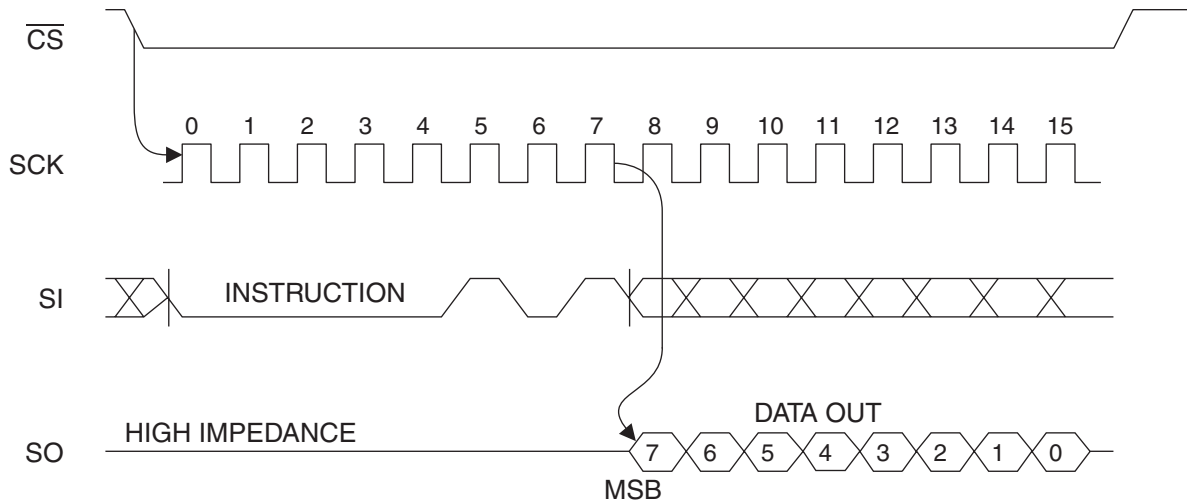 CS
0 1 2 3 4 5 6 7 8 9 10 11 12 13 14 15
SCK
SI
INSTRUCTION
DATA OUT
HIGH IMPEDANCE
SO
7 6 5 4 3 2 1 0
MSB